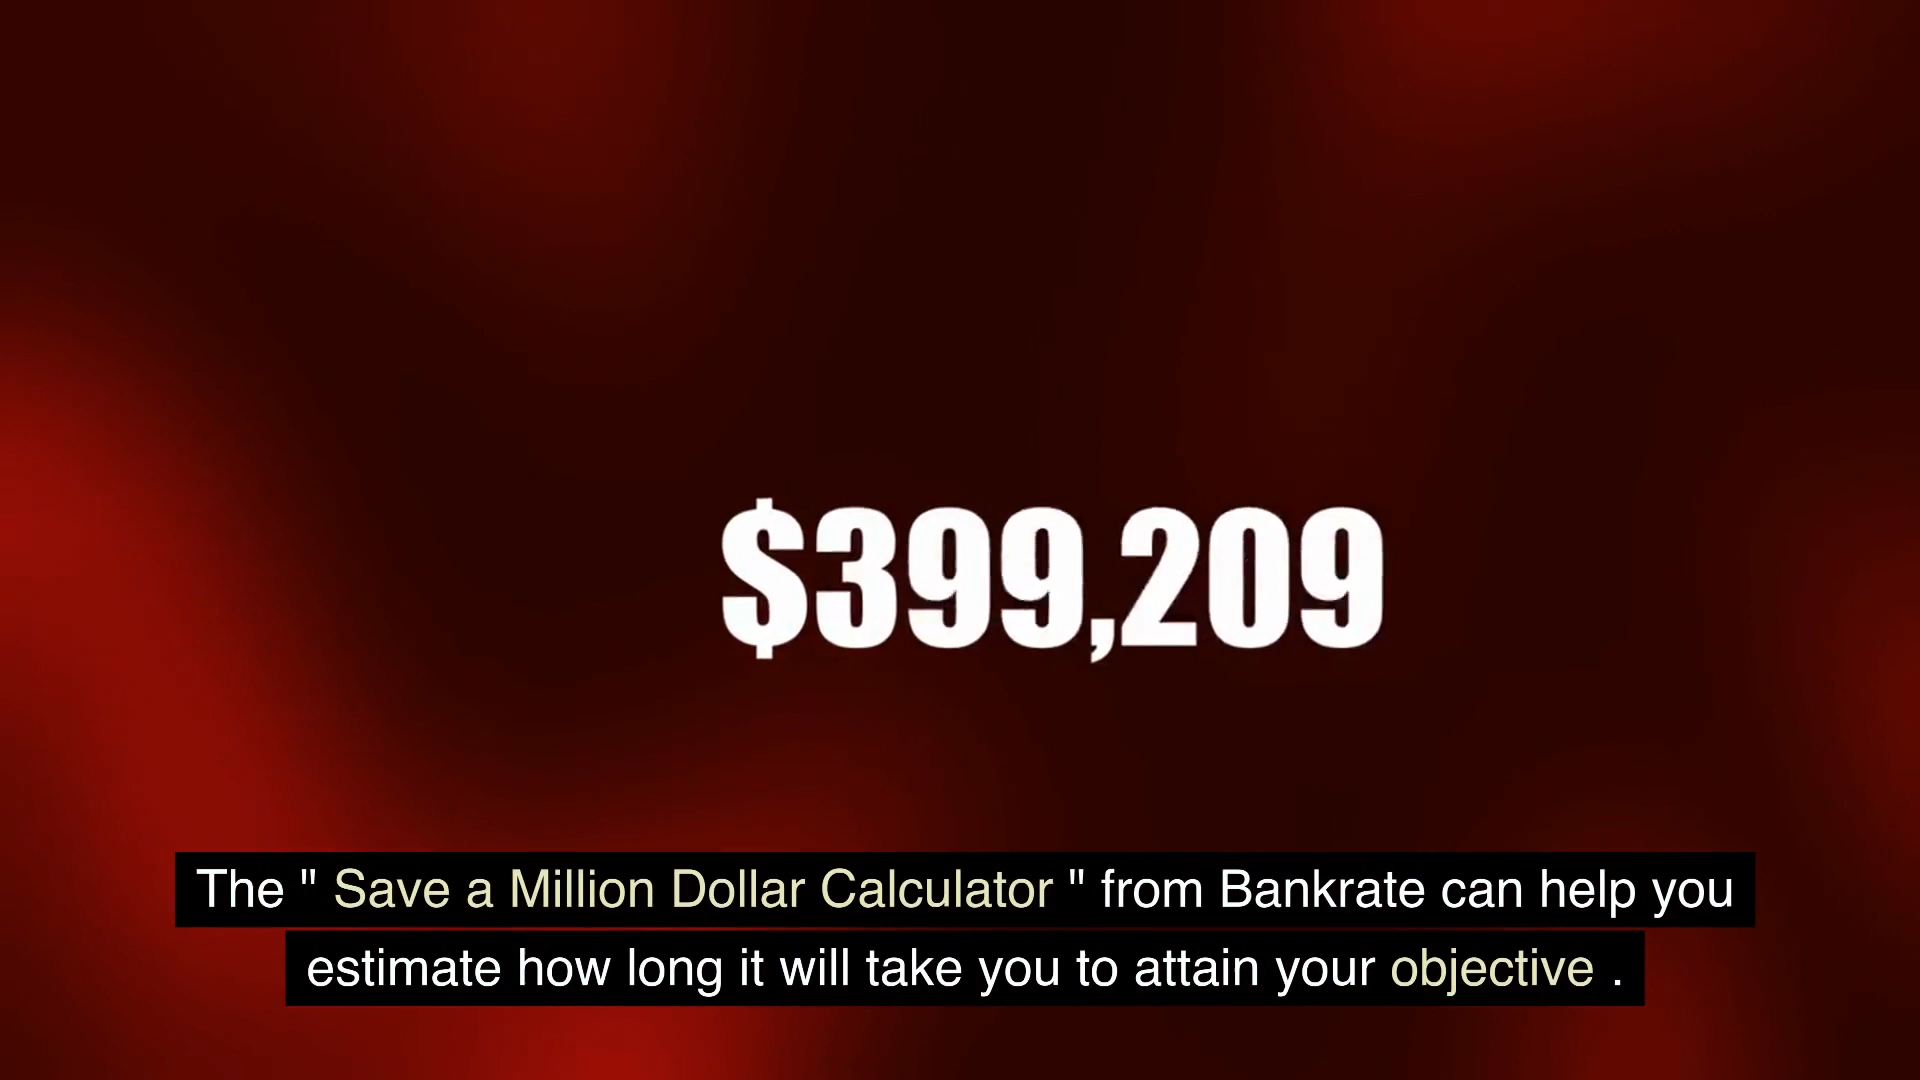 $399,209
The " Save a Million Dollar Calculator " from Bankrate can help you
estimate how long it will take you to attain your objective .